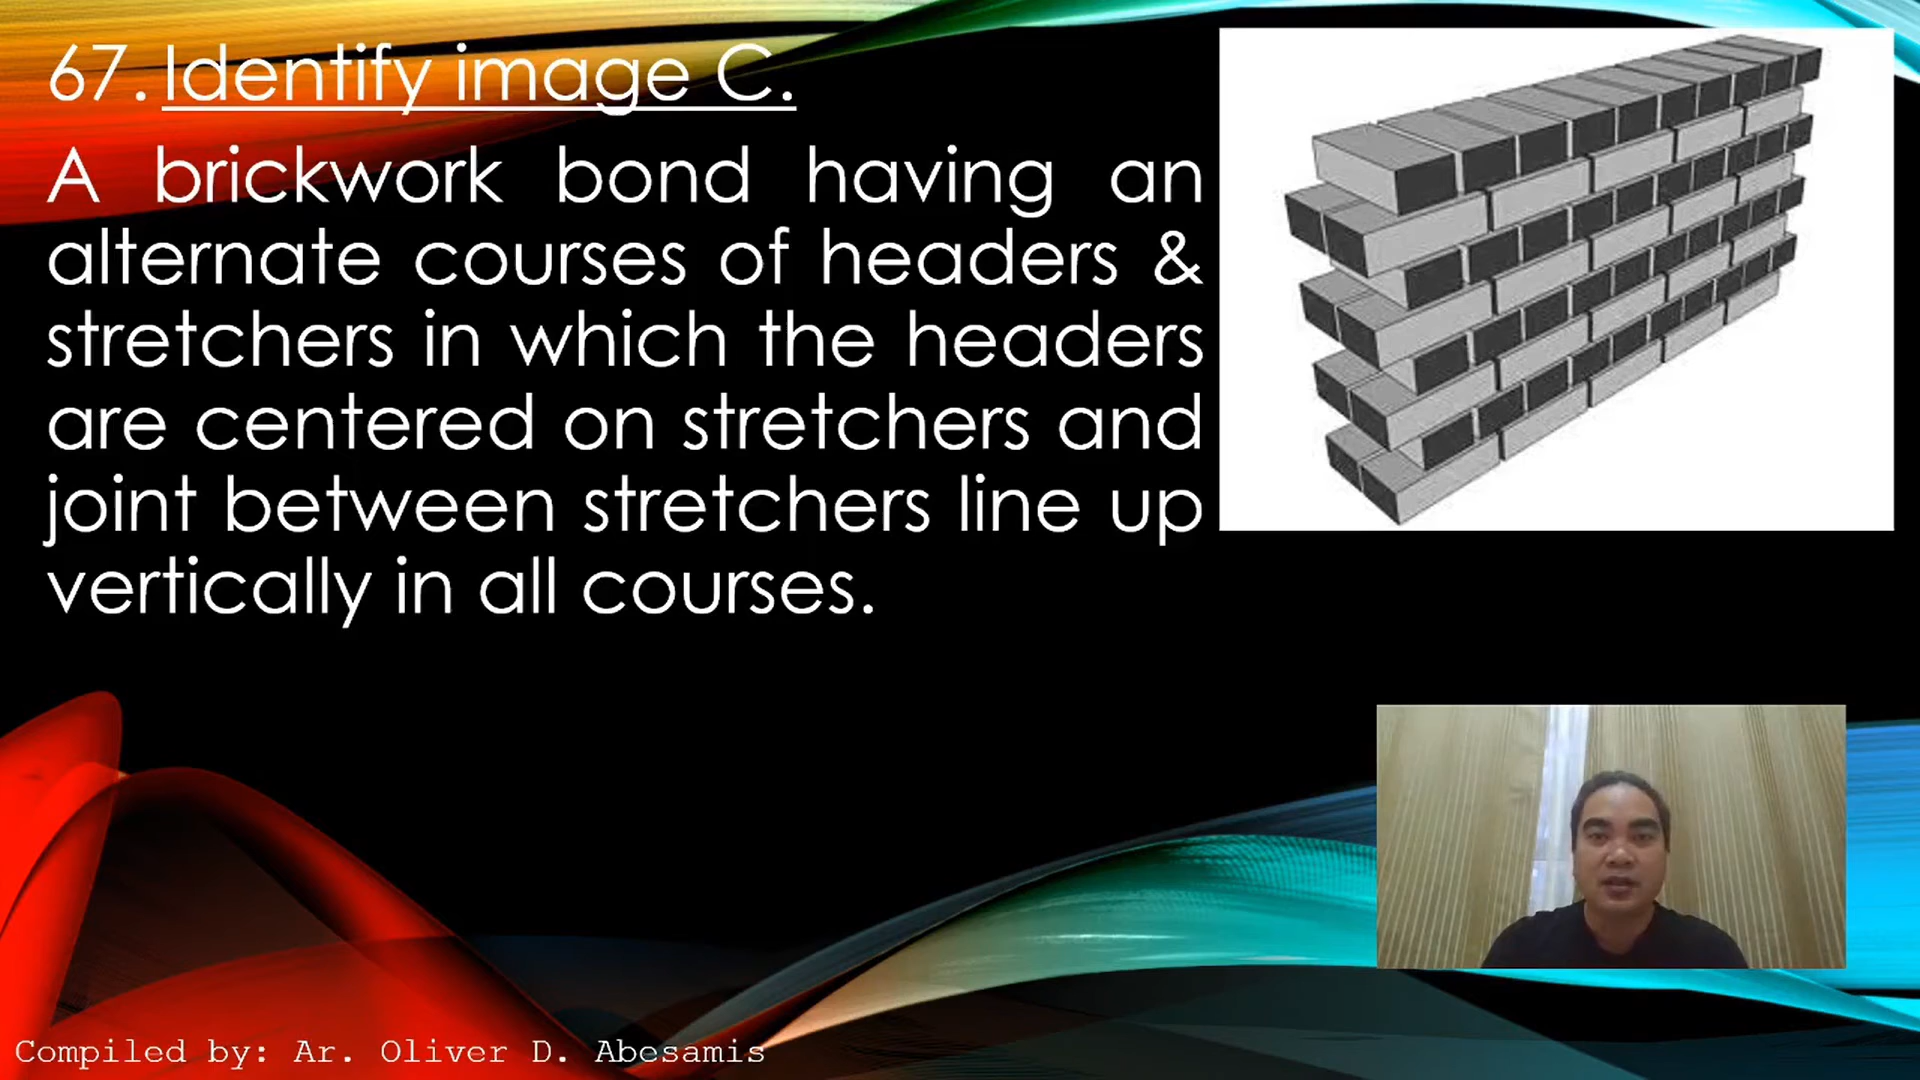 67. Identify image C.
A brickwork bond having an
alternate courses of headers &
stretchers in which the headers
are centered on stretchers and
joint between stretchers line up
vertically in all courses.
Compiled by: Ar. Oliver D. Abesamis